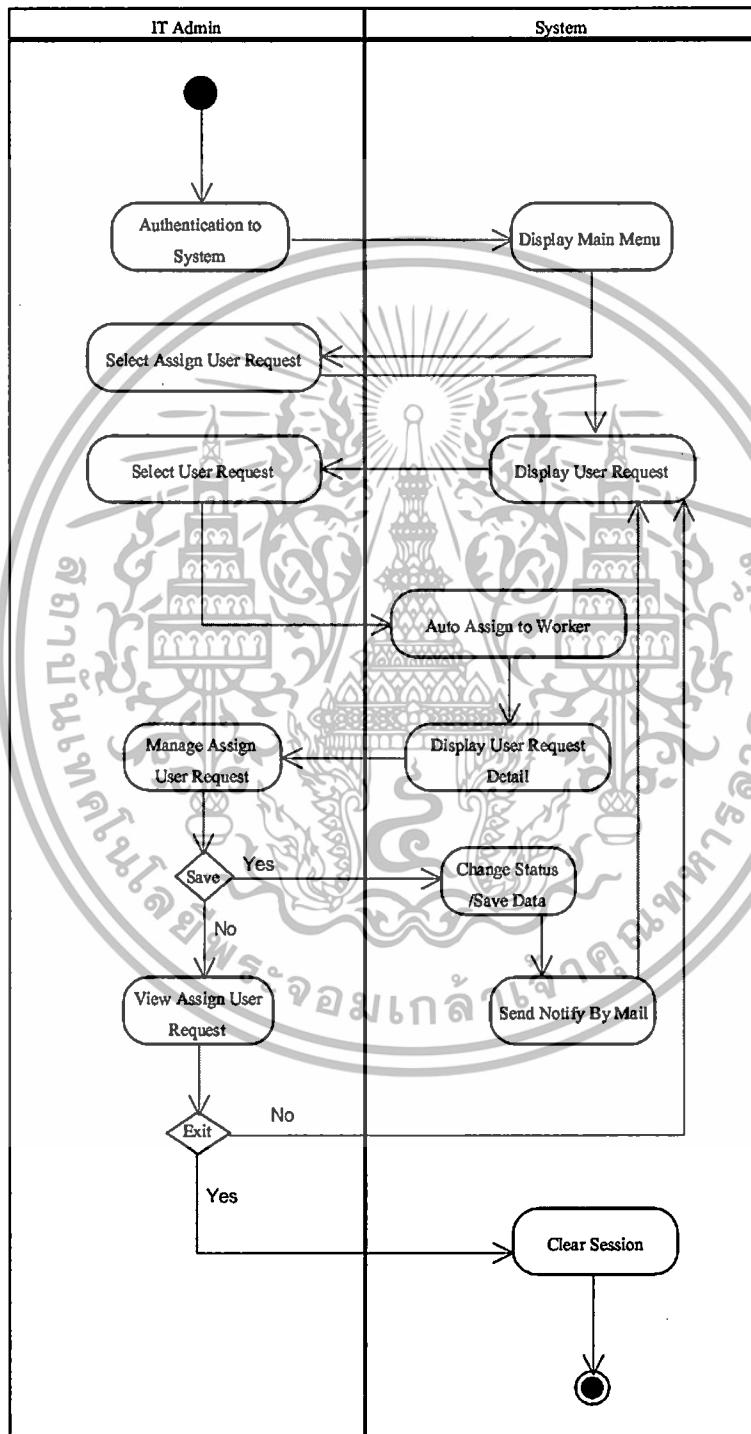 IT Admin
System
Authentication to
System
Display Main Menu
Select Assign User Request
Select User Request
Display User Request
Auto Assign to Worker
Manage Assign
User Request
Display User Request
Detail
Save
Yes
Change Status
/Save Data
No
View Assign User
Request
Send Notify By Mail
Exit
No
Yes
Clear Session